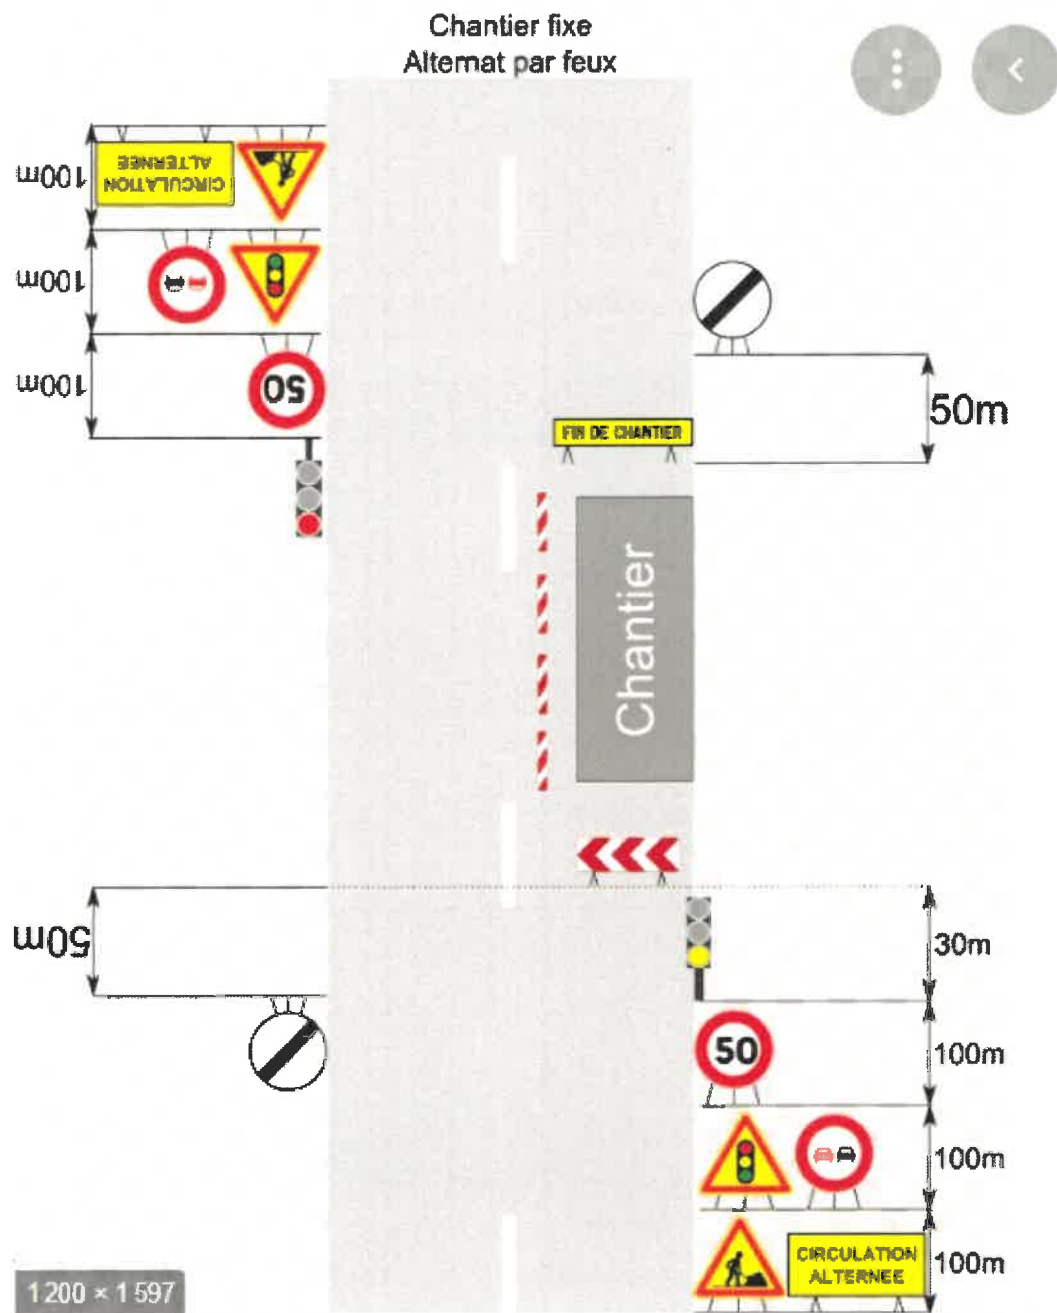 Chantier fixe
Alternat par feux
CIRCULATION
ALTERNEE
100m
100m
50
100m
50m
FIN DE CHANTIER
Chantier
50m
30m
50
100m
100m
CIRCULATION
ALTERNEE
100m
1200 × 1597